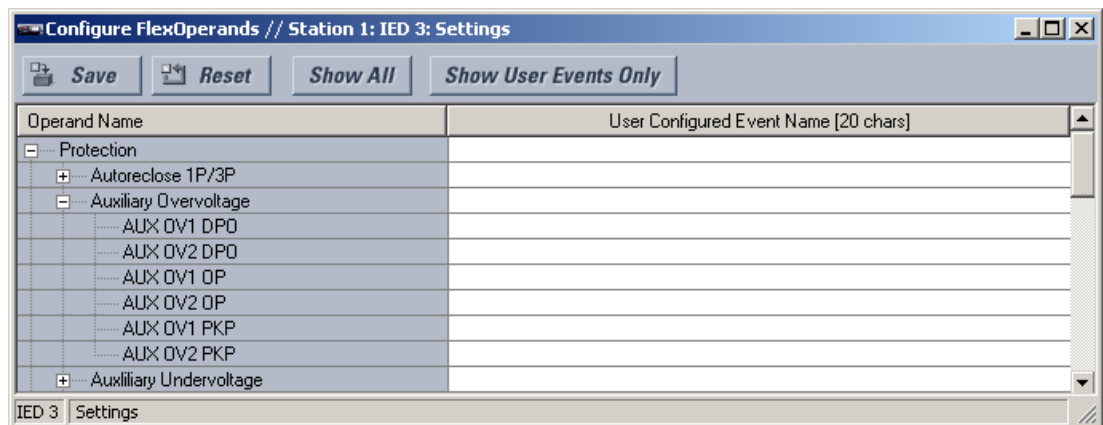 Configure FlexOperands // Station 1: IED 3: Settings
Save Reset Show All Show User Events Only
Operand Name User Configured Event Name [20 chars]
Protection
Autoreclose 1P/3P
Auxiliary Overvoltage
AUX OV1 DPO
AUX OV2 DPO
AUX OV1 OP
AUX OV2 OP
AUX OV1 PKP
AUX OV2 PKP
Auxliliary Undervoltage
IED 3 Settings